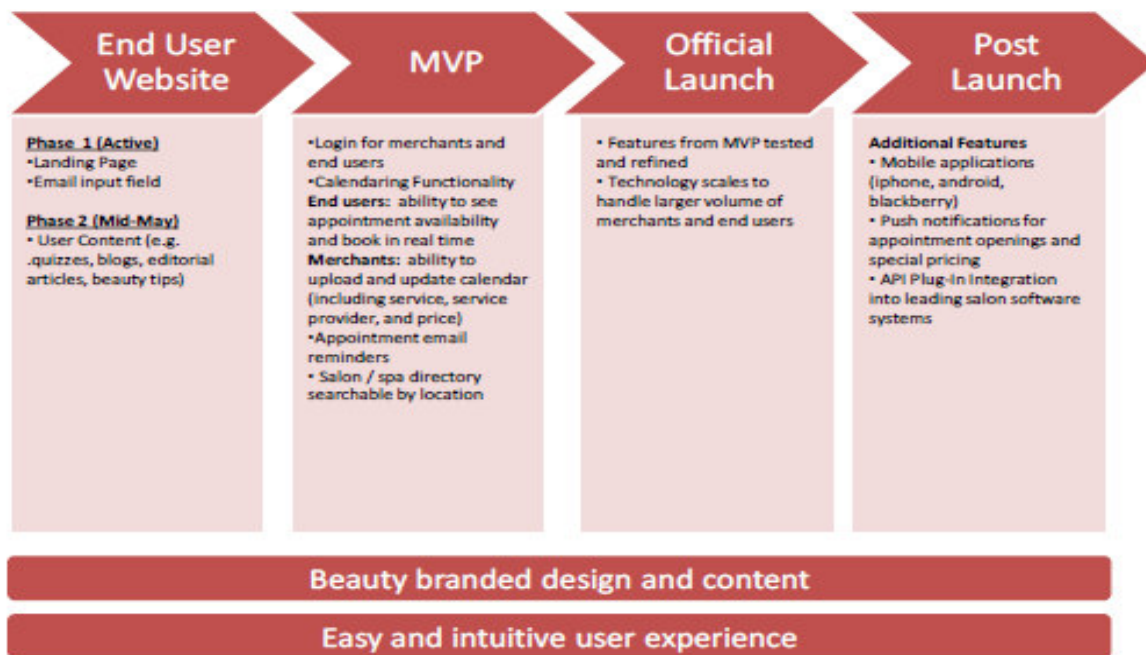 End User
Website
MVP
Official
Launch
Post
Launch
Phase 1 (Active)
•Landing Page
•Email input field
Phase 2 (Mid-May)
• User Content (e.g.
.quizzes, blogs, editorial
articles, beauty tips)
•Login for merchants and
end users
•Calendaring Functionality
End users: ability to see
appointment availability
and book in real time
Merchants: ability to
upload and update calendar
(including service, service
provider, and price)
•Appointment email
reminders
• Salon / spa directory
searchable by location
• Features from MVP tested
and refined
• Technology scales to
handle larger volume of
merchants and end users
Additional Features
• Mobile applications
(iphone, android,
blackberry)
• Push notifications for
appointment openings and
special pricing
• API Plug-In Integration
into leading salon software
systems
Beauty branded design and content
Easy and intuitive user experience